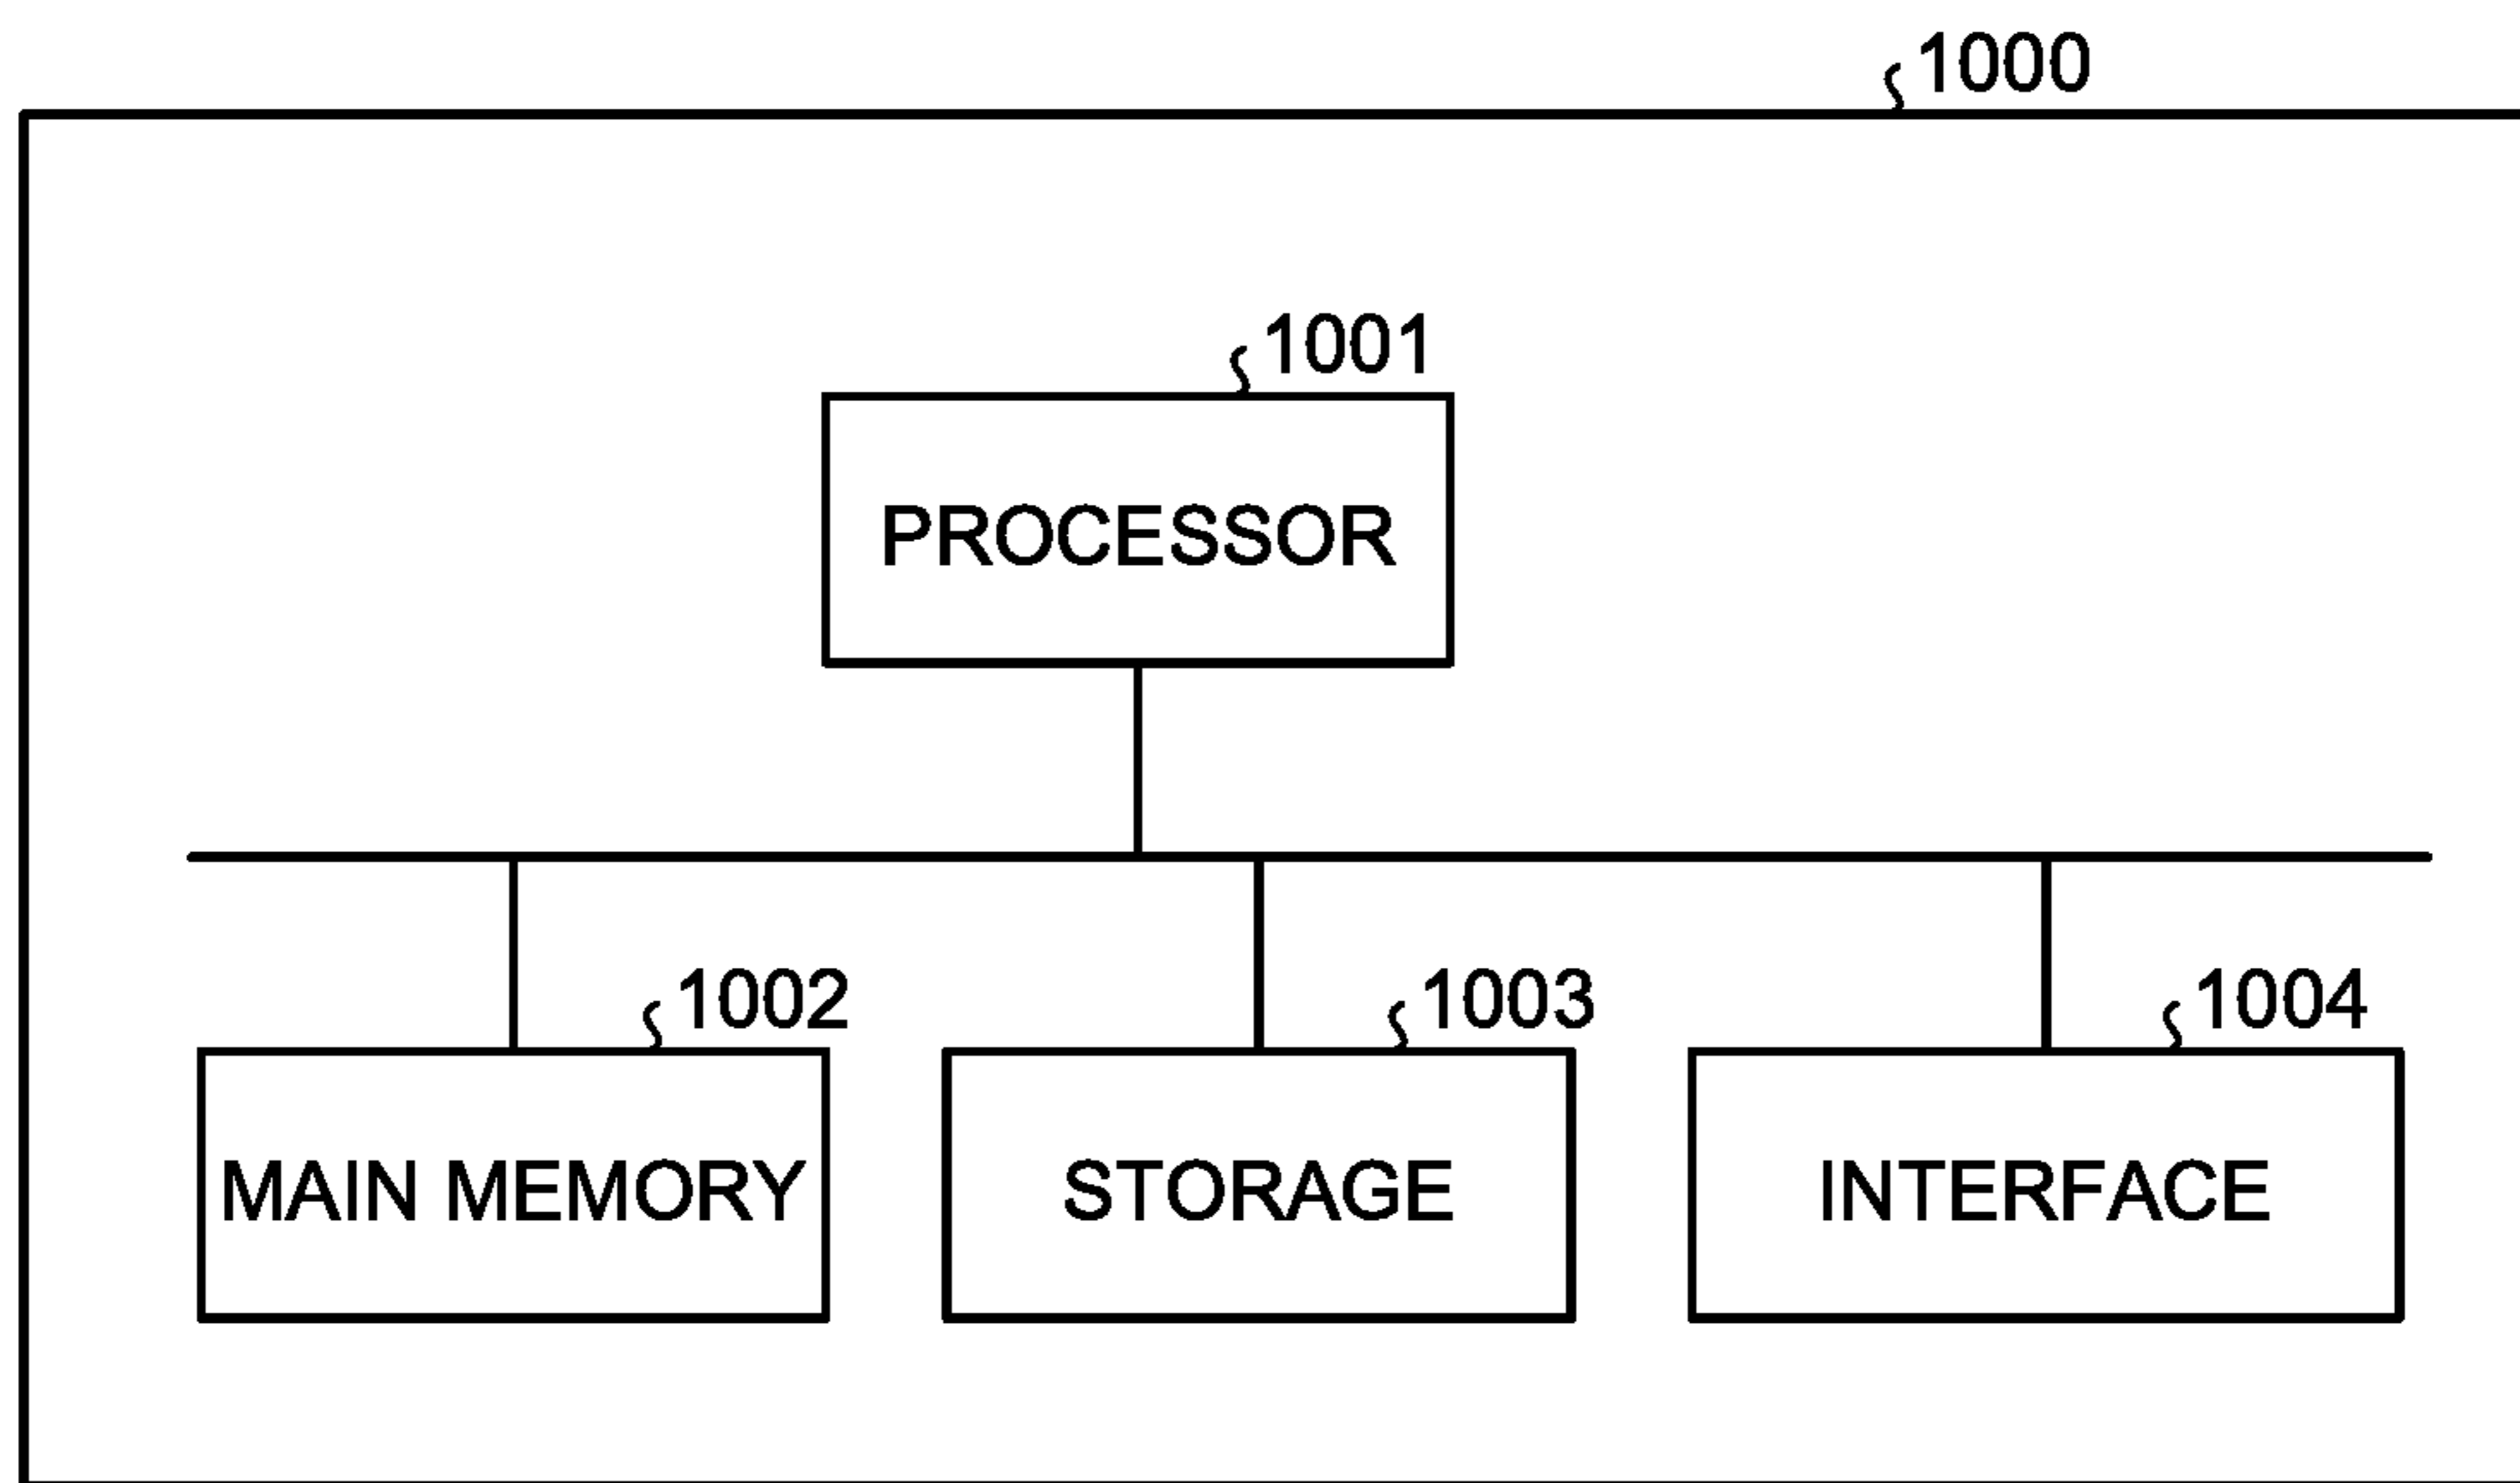 1000
1001
PROCESSOR
1002
1003
1004
MAIN MEMORY
STORAGE
INTERFACE